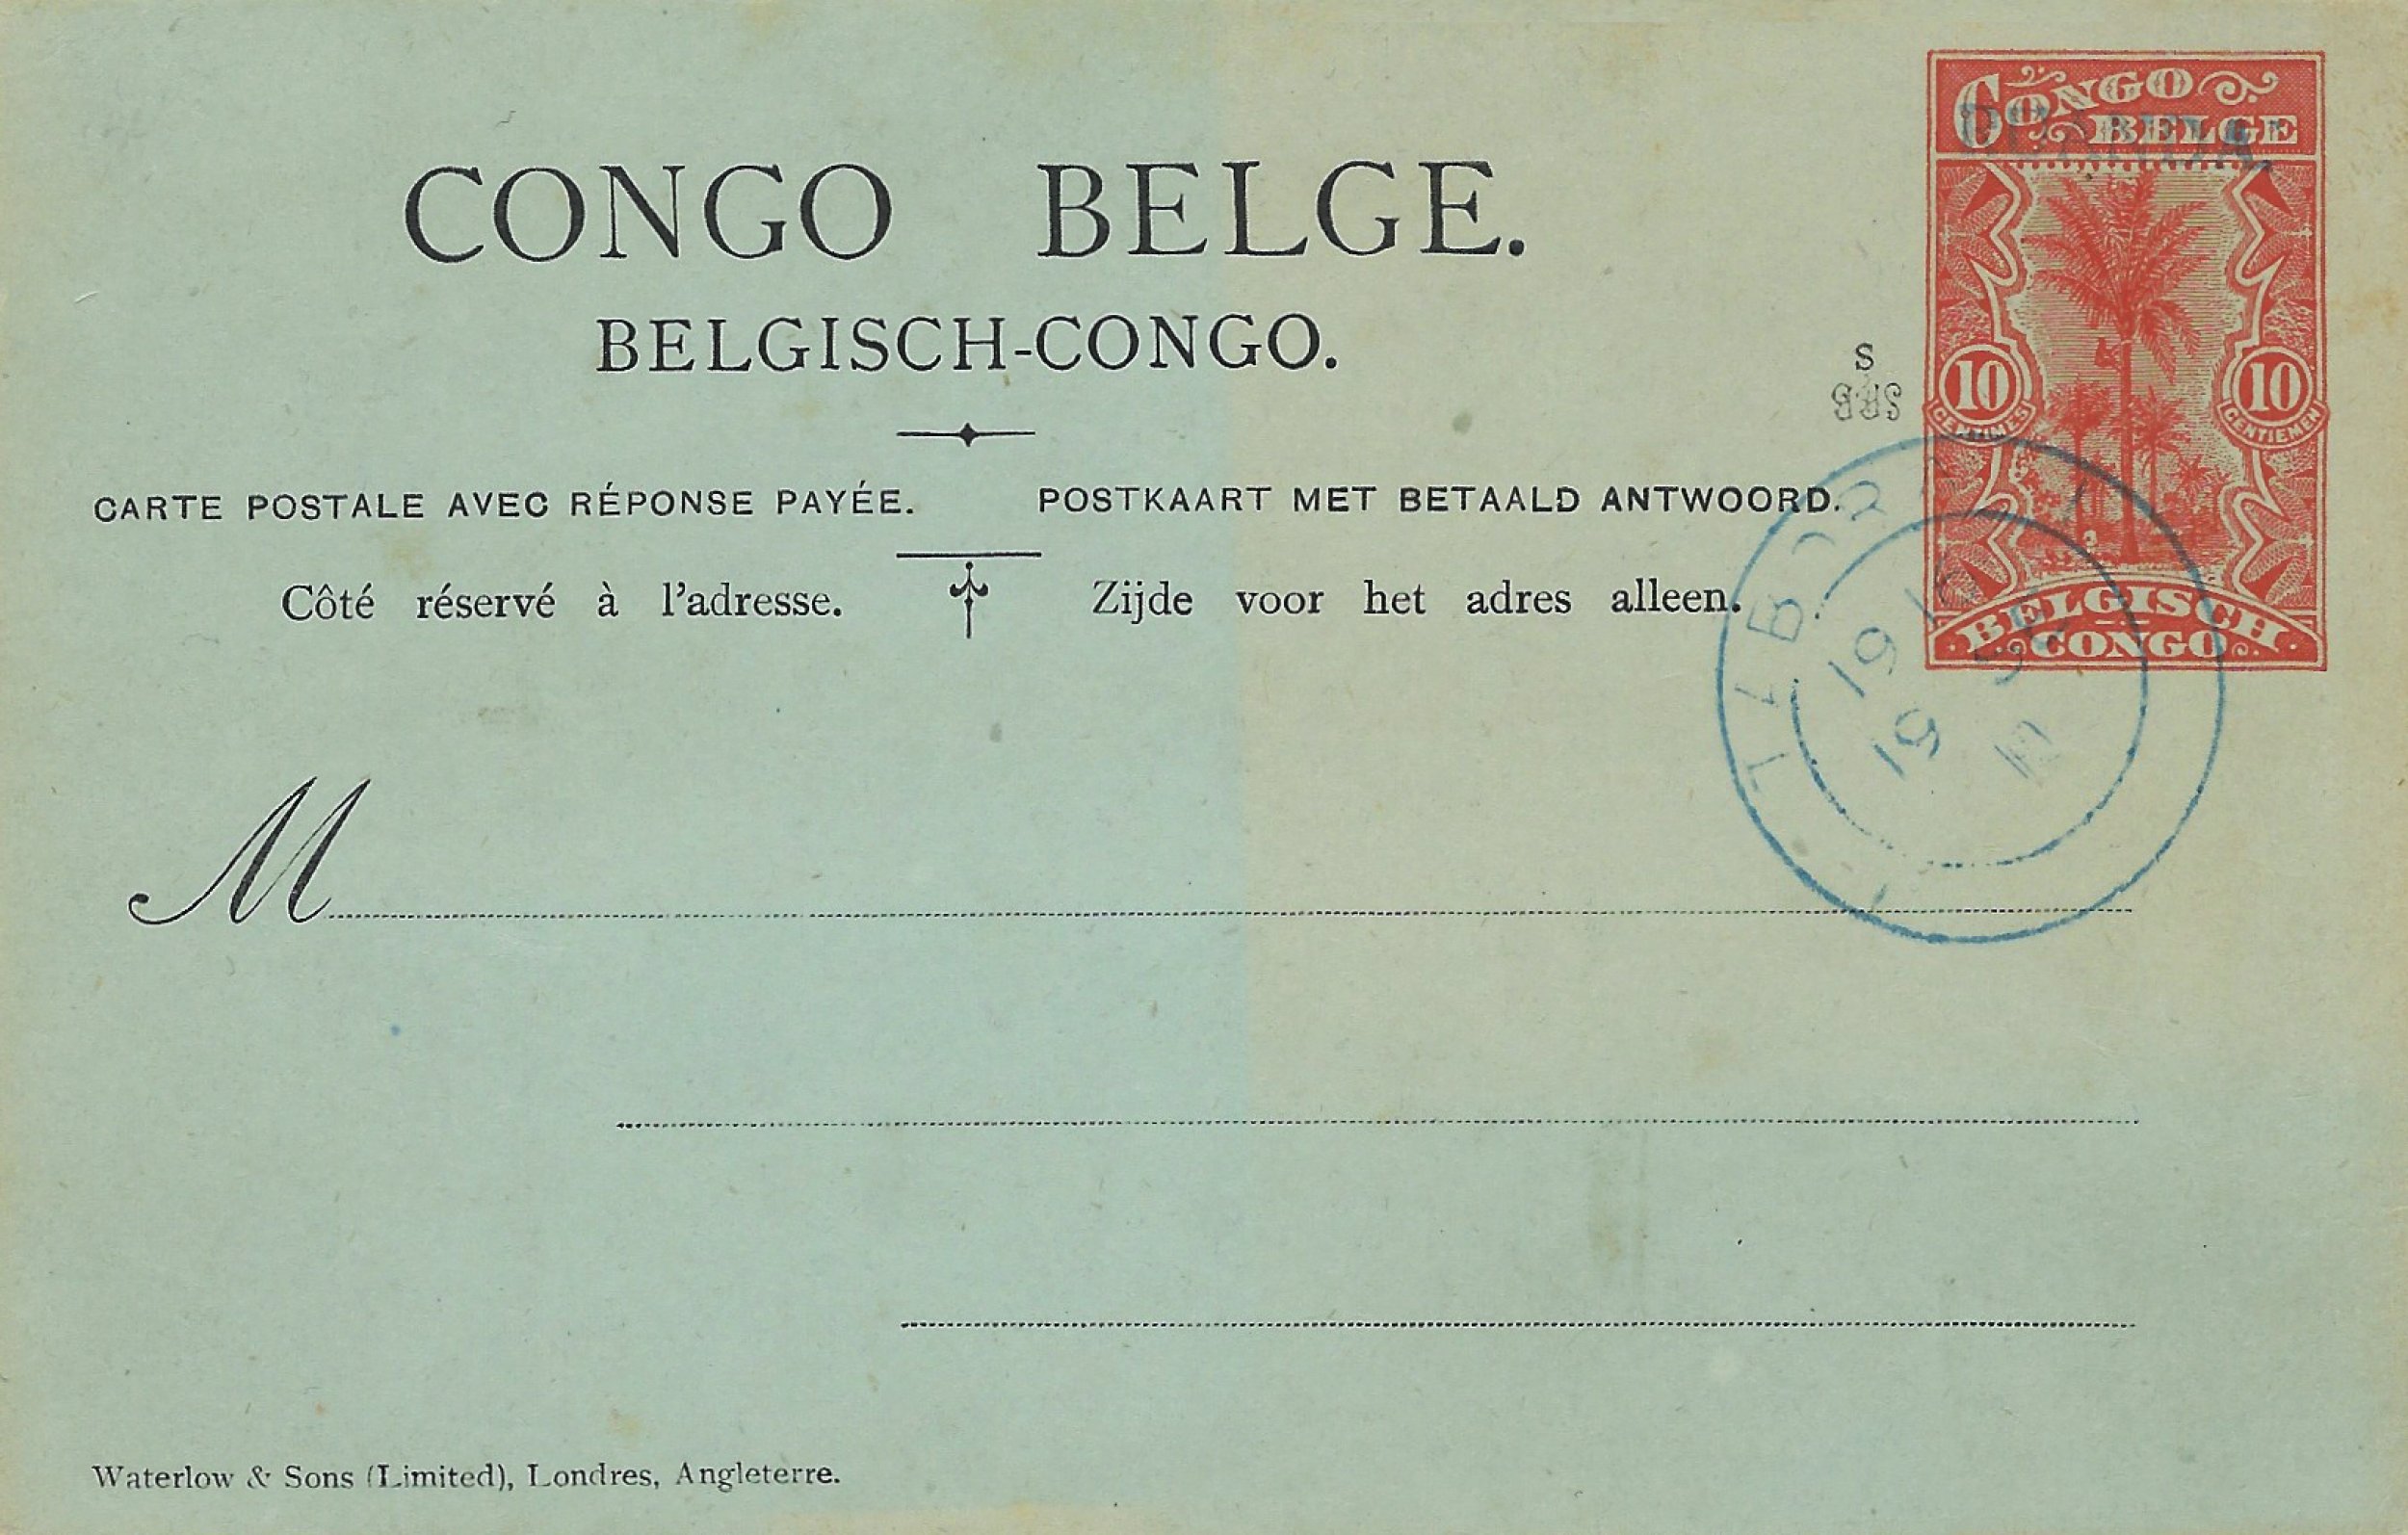 CONGO BELGE.
BELGISCH-CONGO.
CARTE POSTALE AVEC RÉPONSE PAYÉE. POSTKAART MET BETAALD ANTWOORD.
Côté réservé à l'adresse. Zijde voor het adres alleen.
M
Waterlow & Sons (Limited), Londres, Angleterre.
CONGO
BELGE
10 10
CENTIMES CENTIEMEN
BELGISCH
CONGO
S
TABORA